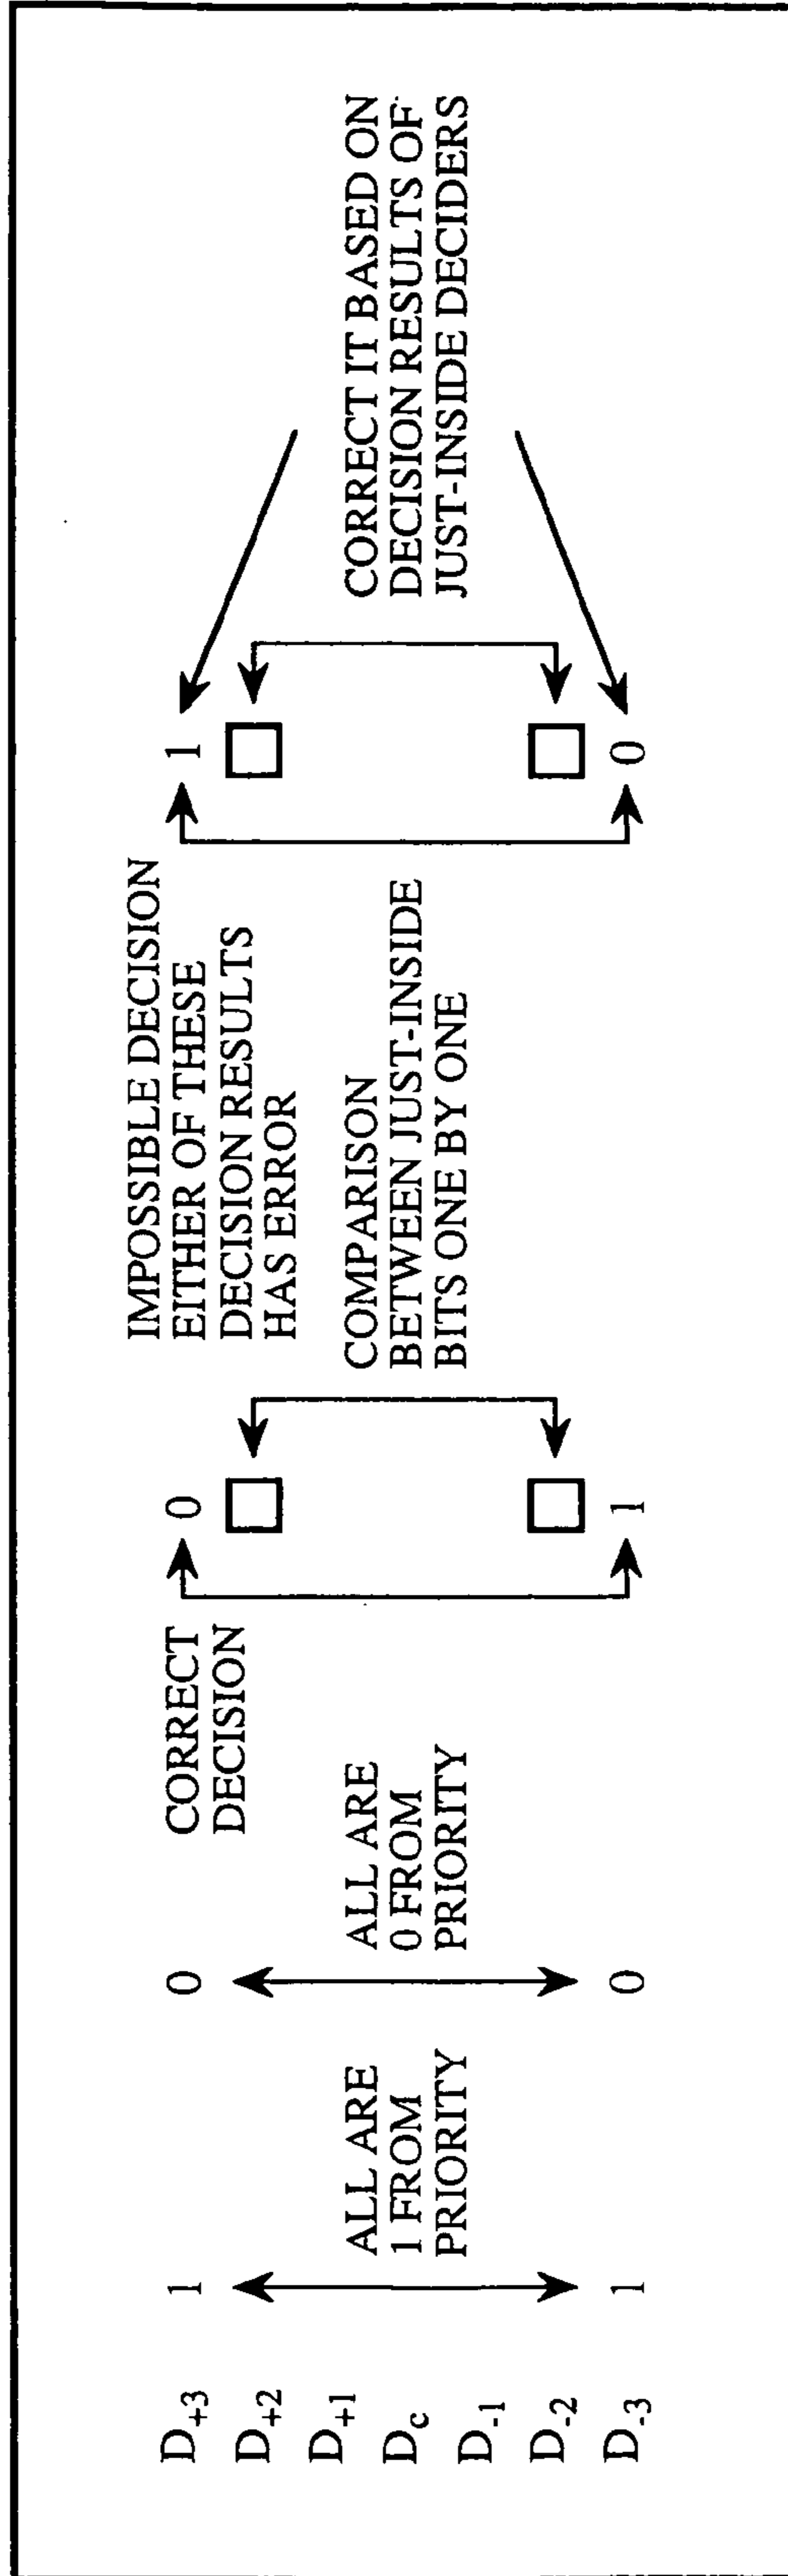 D+3
D+2
D+1
Dc
D-1
D-2
D-3
1
ALL ARE
1 FROM
PRIORITY
1
0
ALL ARE
0 FROM
PRIORITY
0
CORRECT
DECISION
0
1
IMPOSSIBLE DECISION
EITHER OF THESE
DECISION RESULTS
HAS ERROR
COMPARISON
BETWEEN JUST-INSIDE
BITS ONE BY ONE
1
0
CORRECT IT BASED ON
DECISION RESULTS OF
JUST-INSIDE DECIDERS